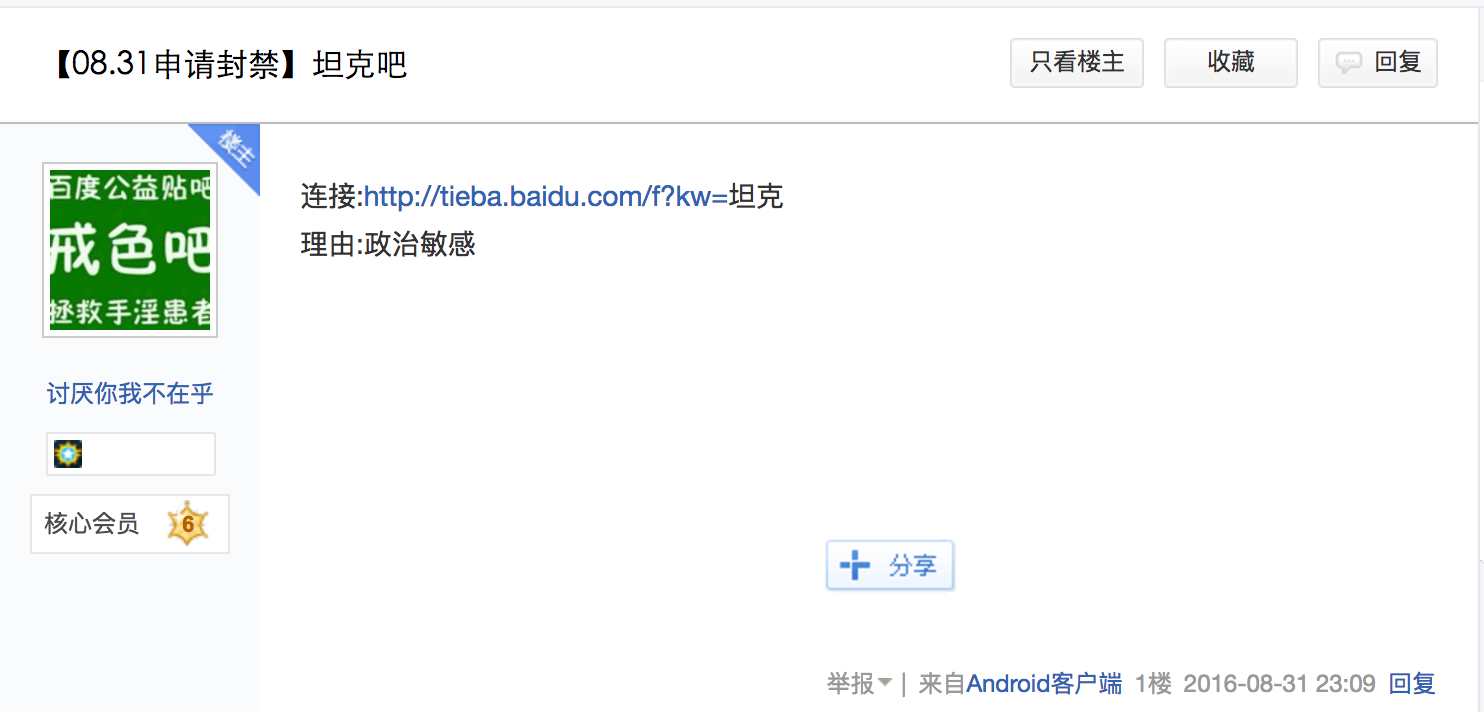 【08.31申请封禁】坦克吧
只看楼主
收藏
回复
楼主
百度公益贴吧
戒色吧
拯救手淫患者
讨厌你我不在乎
核心会员 6
连接:http://tieba.baidu.com/f?kw=坦克
理由:政治敏感
分享
举报 | 来自Android客户端 1楼 2016-08-31 23:09 回复